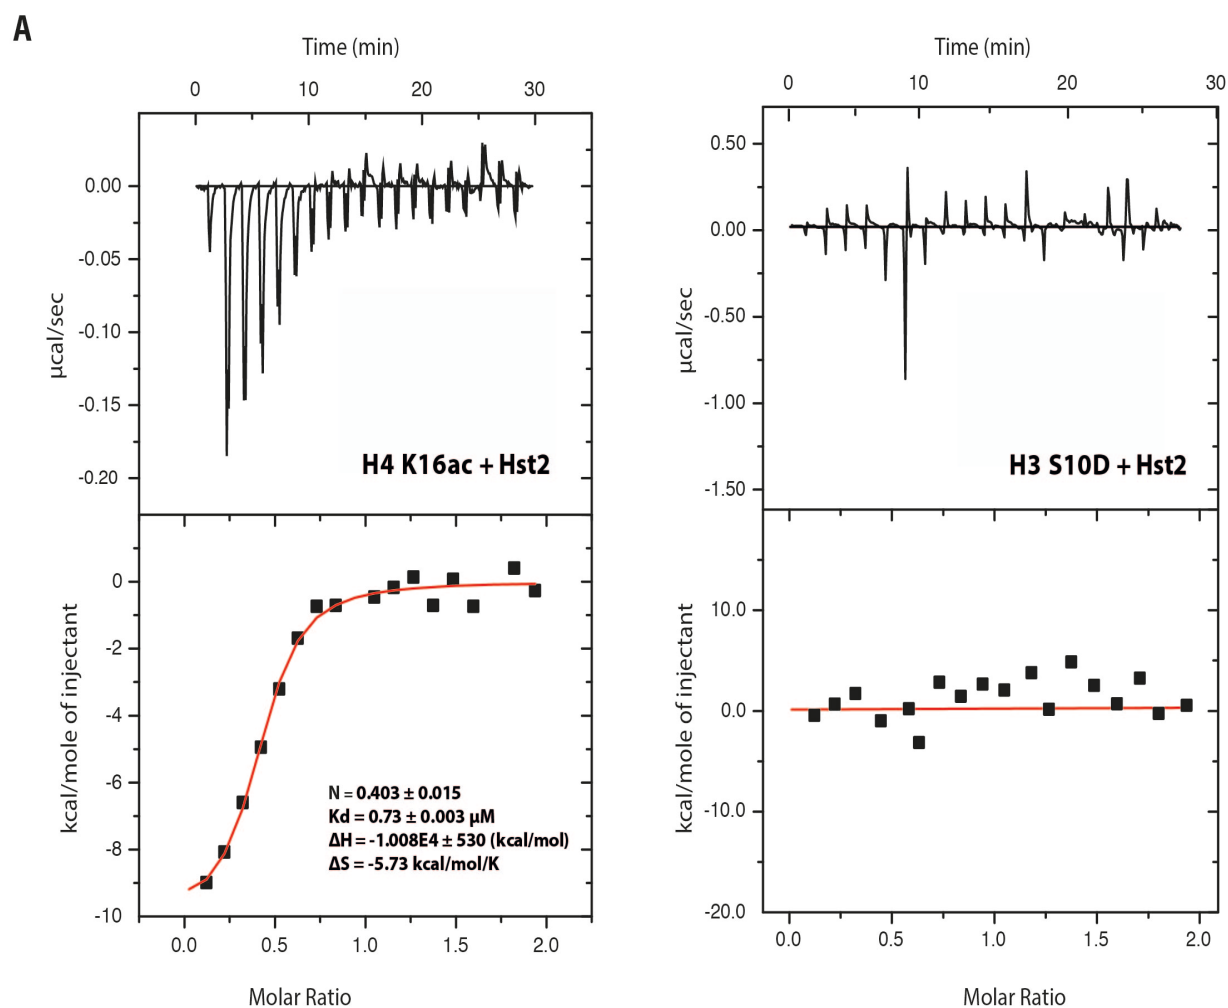 A
Time (min)
0 10 20 30
0.00
-0.05
-0.10
-0.15
-0.20
µcal/sec
H4 K16ac + Hst2
0
-2
-4
-6
-8
-10
kcal/mole of injectant
N = 0.403 ± 0.015
Kd = 0.73 ± 0.003 µM
ΔH = -1.008E4 ± 530 (kcal/mol)
ΔS = -5.73 kcal/mol/K
0.0 0.5 1.0 1.5 2.0
Molar Ratio
Time (min)
0 10 20 30
0.50
0.00
-0.50
-1.00
-1.50
µcal/sec
H3 S10D + Hst2
10.0
0.0
-10.0
-20.0
kcal/mole of injectant
0.0 0.5 1.0 1.5 2.0
Molar Ratio